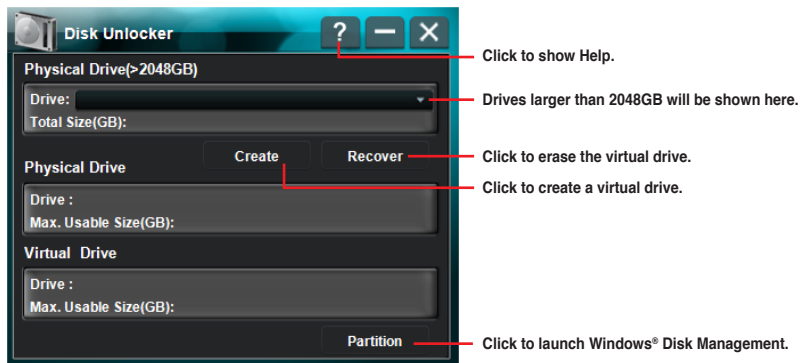 Disk Unlocker
?
Click to show Help.
Physical Drive(>2048GB)
Drive:
Drives larger than 2048GB will be shown here.
Total Size(GB):
Create Recover
Click to erase the virtual drive.
Click to create a virtual drive.
Physical Drive
Drive :
Max. Usable Size(GB):
Virtual Drive
Drive :
Max. Usable Size(GB):
Partition
Click to launch Windows® Disk Management.